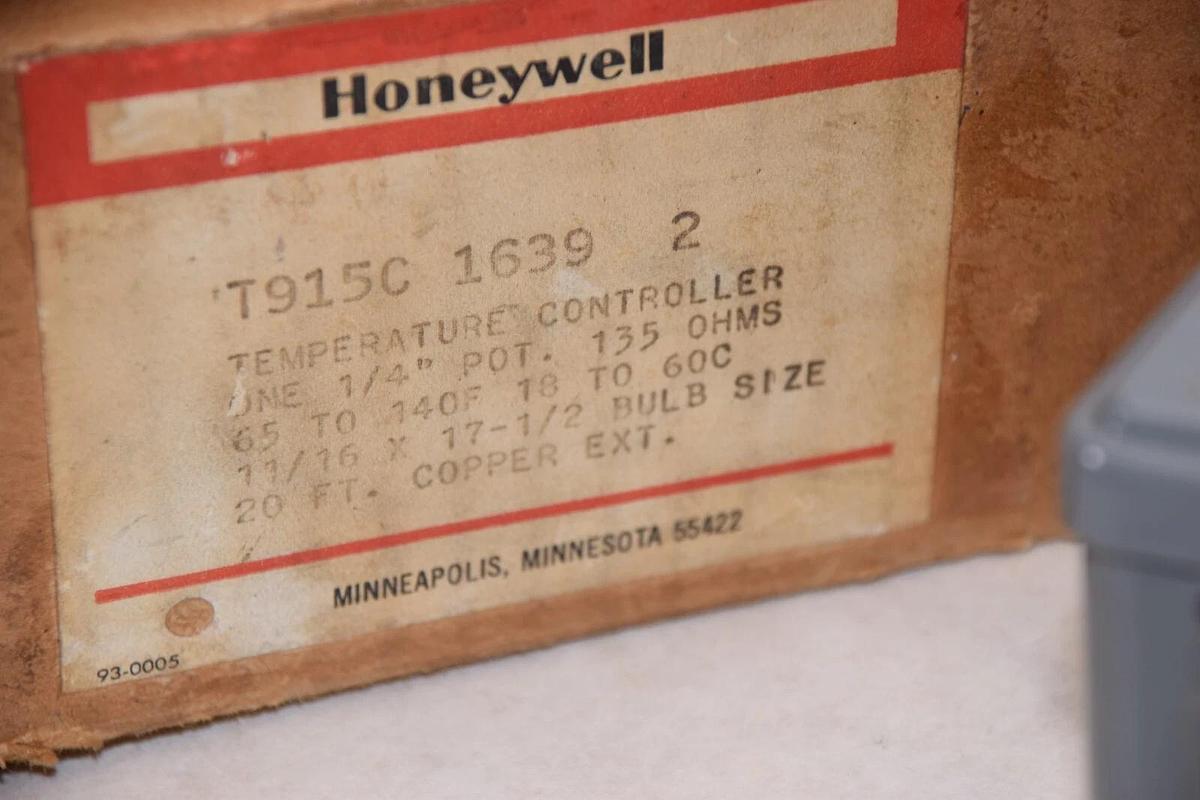 Honeywell
T915C 1639 2
TEMPERATURE CONTROLLER
ONE 1/4" POT. 135 OHMS
65 TO 140F 18 TO 60C
11/16 X 17-1/2 BULB SIZE
20 FT. COPPER EXT.
MINNEAPOLIS, MINNESOTA 55422
93-0005